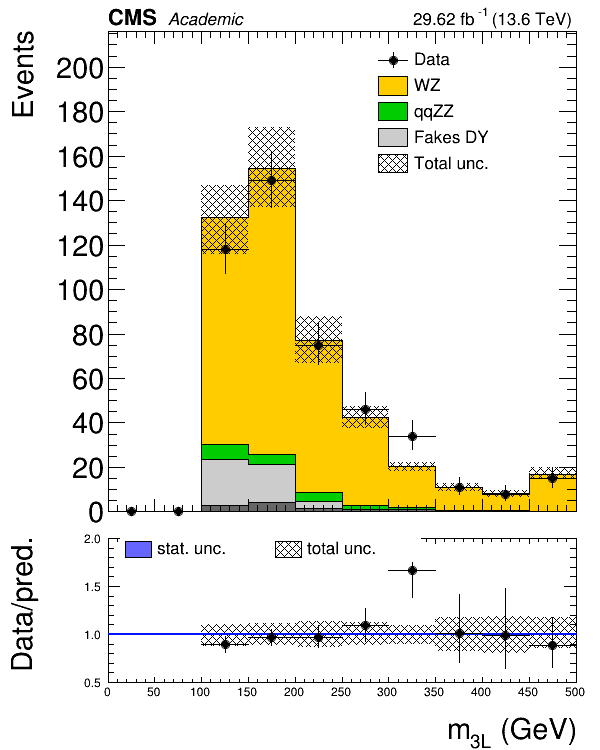 CMS Academic 29.62 fb⁻¹ (13.6 TeV)
Events
200
180
160
140
120
100
80
60
40
20
0
Data
WZ
qqZZ
Fakes DY
Total unc.
Data/pred.
2.0
1.5
1.0
0.5
stat. unc. total unc.
0 50 100 150 200 250 300 350 400 450 500
m₃L (GeV)